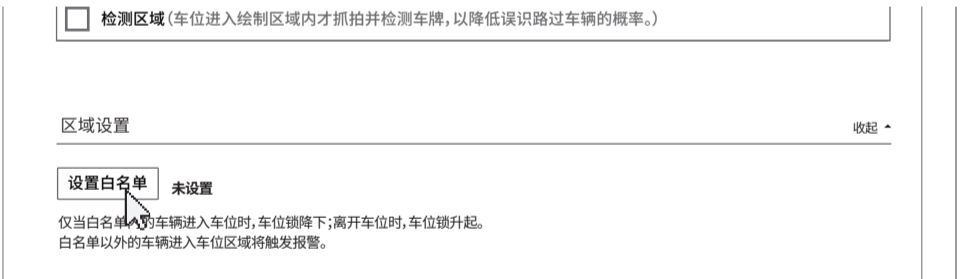 检测区域(车位进入绘制区域内才抓拍并检测车牌,以降低误识路过车辆的概率。)
区域设置
收起
设置白名单
未设置
仅当白名单 的车辆进入车位时,车位锁降下;离开车位时,车位锁升起。
白名单以外的车辆进入车位区域将触发报警。